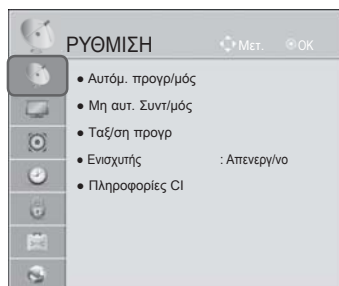 ΡΥΘΜΙΣΗ Μετ. OK
● Αυτόμ. προγρ/μός
● Μη αυτ. Συντ/μός
● Ταξ/ση προγρ
● Ενισχυτής : Απενεργ/νο
● Πληροφορίες CI